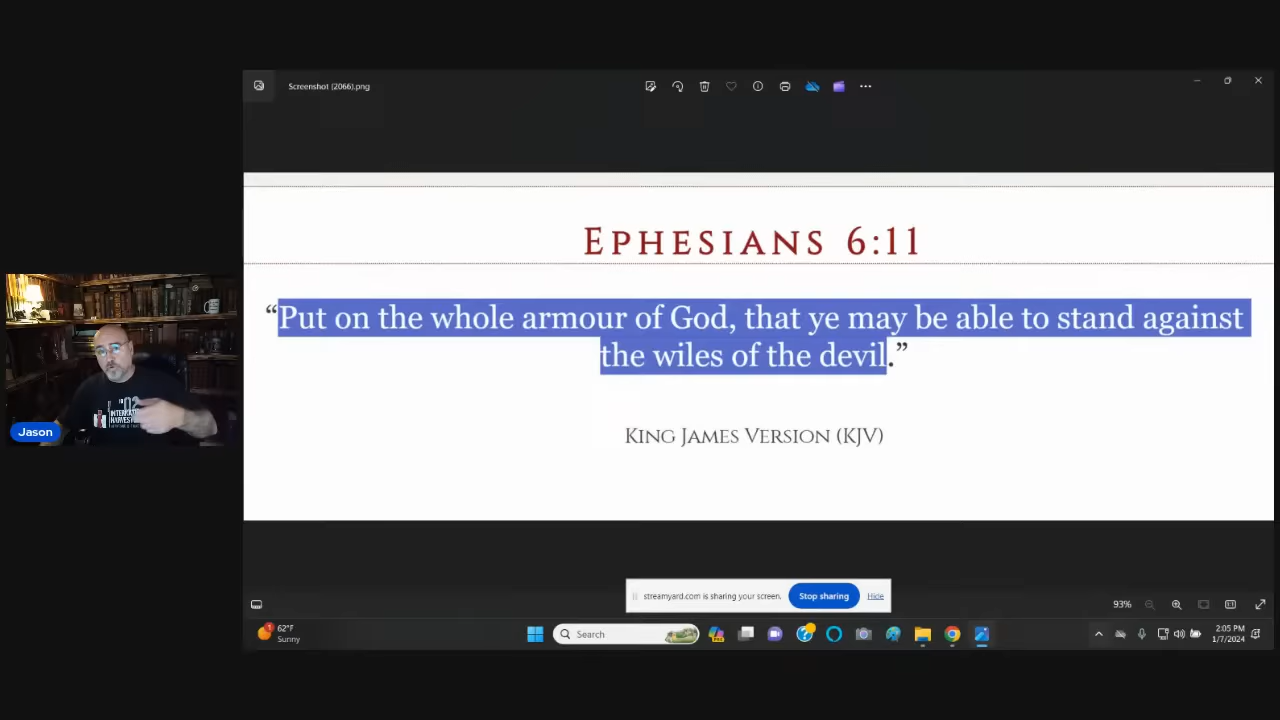 Screenshot (2066).png
EPHESIANS 6:11
“Put on the whole armour of God, that ye may be able to stand against
the wiles of the devil.”
KING JAMES VERSION (KJV)
Jason
streamyard.com is sharing your screen.
Stop sharing
Hide
93%
1
62°F
Sunny
Search
2:05 PM
1/7/2024